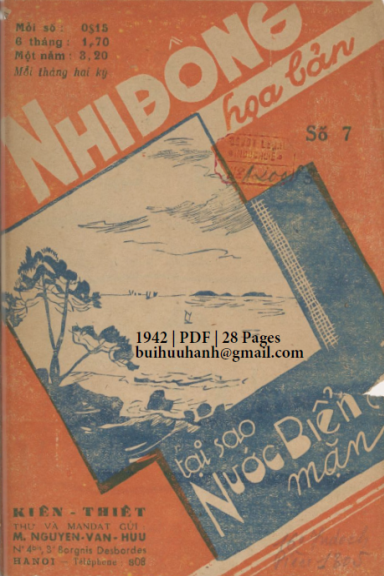 Mỗi số : 0$15
6 tháng : 1,70
Một năm : 3,20
Mỗi tháng hai kỳ
NHI ĐỒNG
họa bản
Số 7
1942 | PDF | 28 Pages
buihuuhanh@gmail.com
tại sao
NƯỚC BIỂN
mặn
KIẾN - THIẾT
THƯ VÀ MANDAT GỬI
M. NGUYEN-VAN-HUU
HANOI - Téléphone : 908